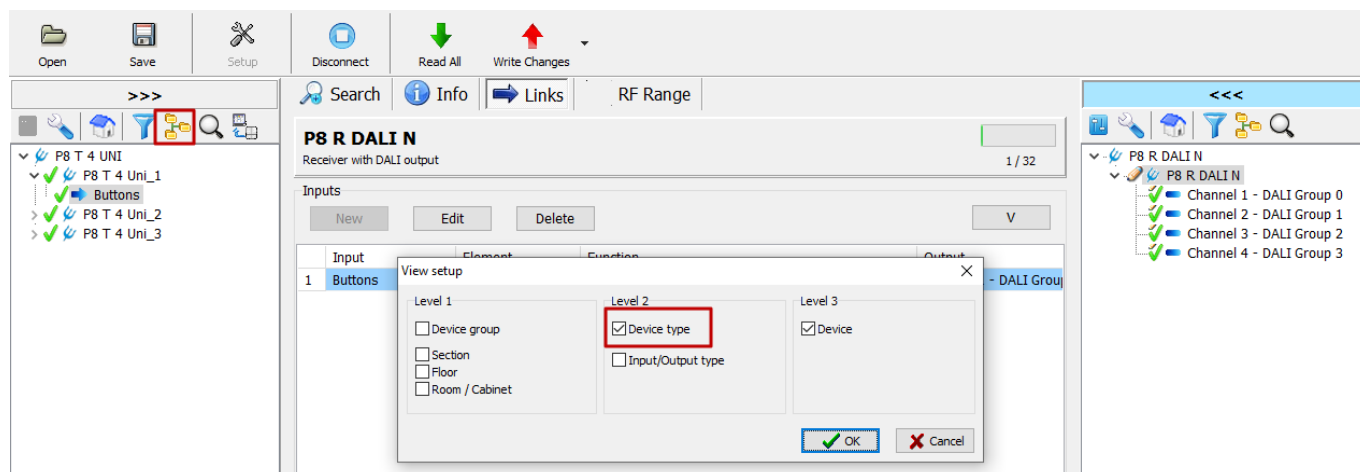 Open
Save
Setup
Disconnect
Read All
Write Changes
>>>
Search
Info
Links
RF Range
<<<
P8 T 4 UNI
P8 T 4 Uni_1
Buttons
P8 T 4 Uni_2
P8 T 4 Uni_3
P8 R DALI N
Receiver with DALI output
1 / 32
Inputs
New
Edit
Delete
V
Input
Element
Function
Output
1 Buttons
- DALI Grou
View setup
Level 1
Device group
Section
Floor
Room / Cabinet
Level 2
Device type
Input/Output type
Level 3
Device
OK
Cancel
P8 R DALI N
P8 R DALI N
Channel 1 - DALI Group 0
Channel 2 - DALI Group 1
Channel 3 - DALI Group 2
Channel 4 - DALI Group 3